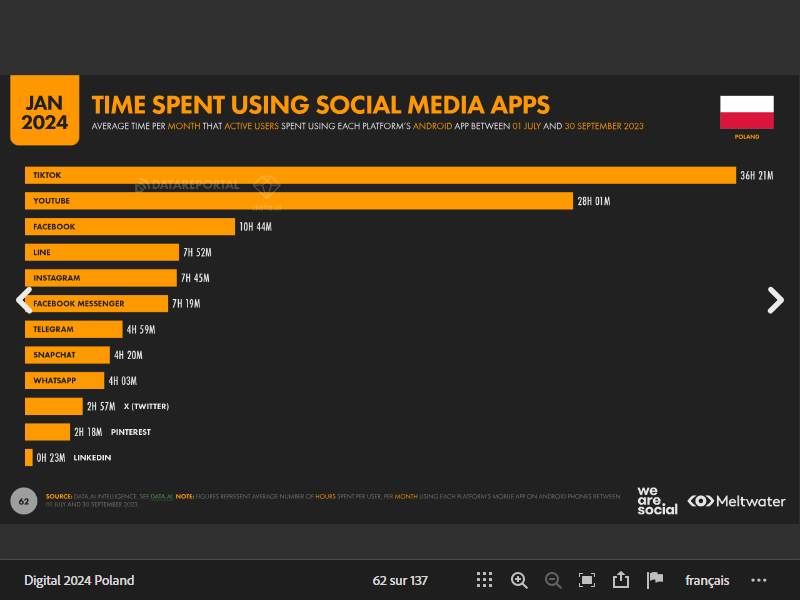 JAN
2024
TIME SPENT USING SOCIAL MEDIA APPS
AVERAGE TIME PER MONTH THAT ACTIVE USERS SPENT USING EACH PLATFORM'S ANDROID APP BETWEEN 01 JULY AND 30 SEPTEMBER 2023
POLAND
TIKTOK 36H 21M
DATAREPORTAL
YOUTUBE 28H 01M
FACEBOOK 10H 44M
LINE 7H 52M
INSTAGRAM 7H 45M
FACEBOOK MESSENGER 7H 19M
TELEGRAM 4H 59M
SNAPCHAT 4H 20M
WHATSAPP 4H 03M
2H 57M X (TWITTER)
2H 18M PINTEREST
0H 23M LINKEDIN
62
SOURCE: DATA.AI INTELLIGENCE. SEE DATA.AI. NOTE: FIGURES REPRESENT AVERAGE NUMBER OF HOURS SPENT PER USER, PER MONTH USING EACH PLATFORM'S MOBILE APP ON ANDROID PHONES BETWEEN
01 JULY AND 30 SEPTEMBER 2023.
we
are
social
Meltwater
Digital 2024 Poland
62 sur 137
français